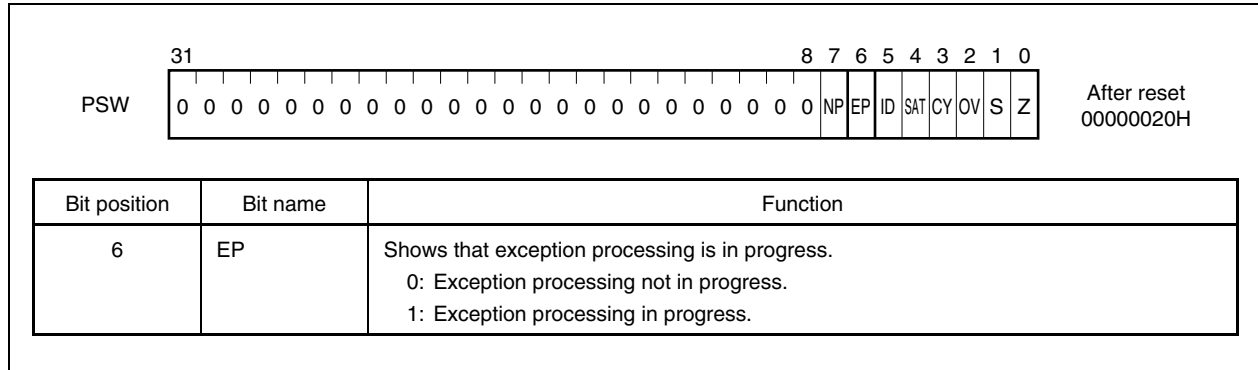 31 8 7 6 5 4 3 2 1 0
PSW 0 0 0 0 0 0 0 0 0 0 0 0 0 0 0 0 0 0 0 0 0 0 0 0 NP EP ID SAT CY OV S Z After reset
00000020H
Bit position Bit name Function
6 EP Shows that exception processing is in progress.
0: Exception processing not in progress.
1: Exception processing in progress.